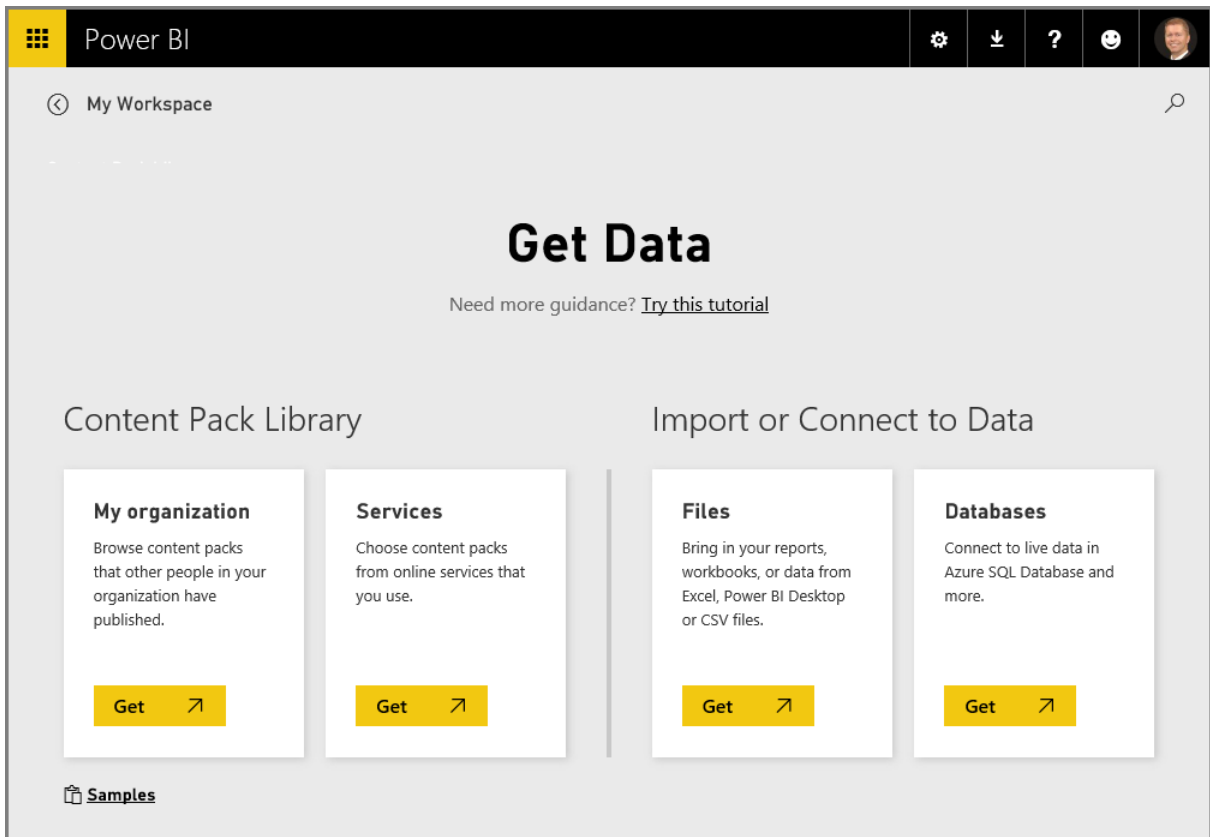 Power BI
?
My Workspace
Get Data
Need more guidance? Try this tutorial
Content Pack Library
Import or Connect to Data
My organization
Browse content packs
that other people in your
organization have
published.
Get
Services
Choose content packs
from online services that
you use.
Get
Files
Bring in your reports,
workbooks, or data from
Excel, Power BI Desktop
or CSV files.
Get
Databases
Connect to live data in
Azure SQL Database and
more.
Get
Samples